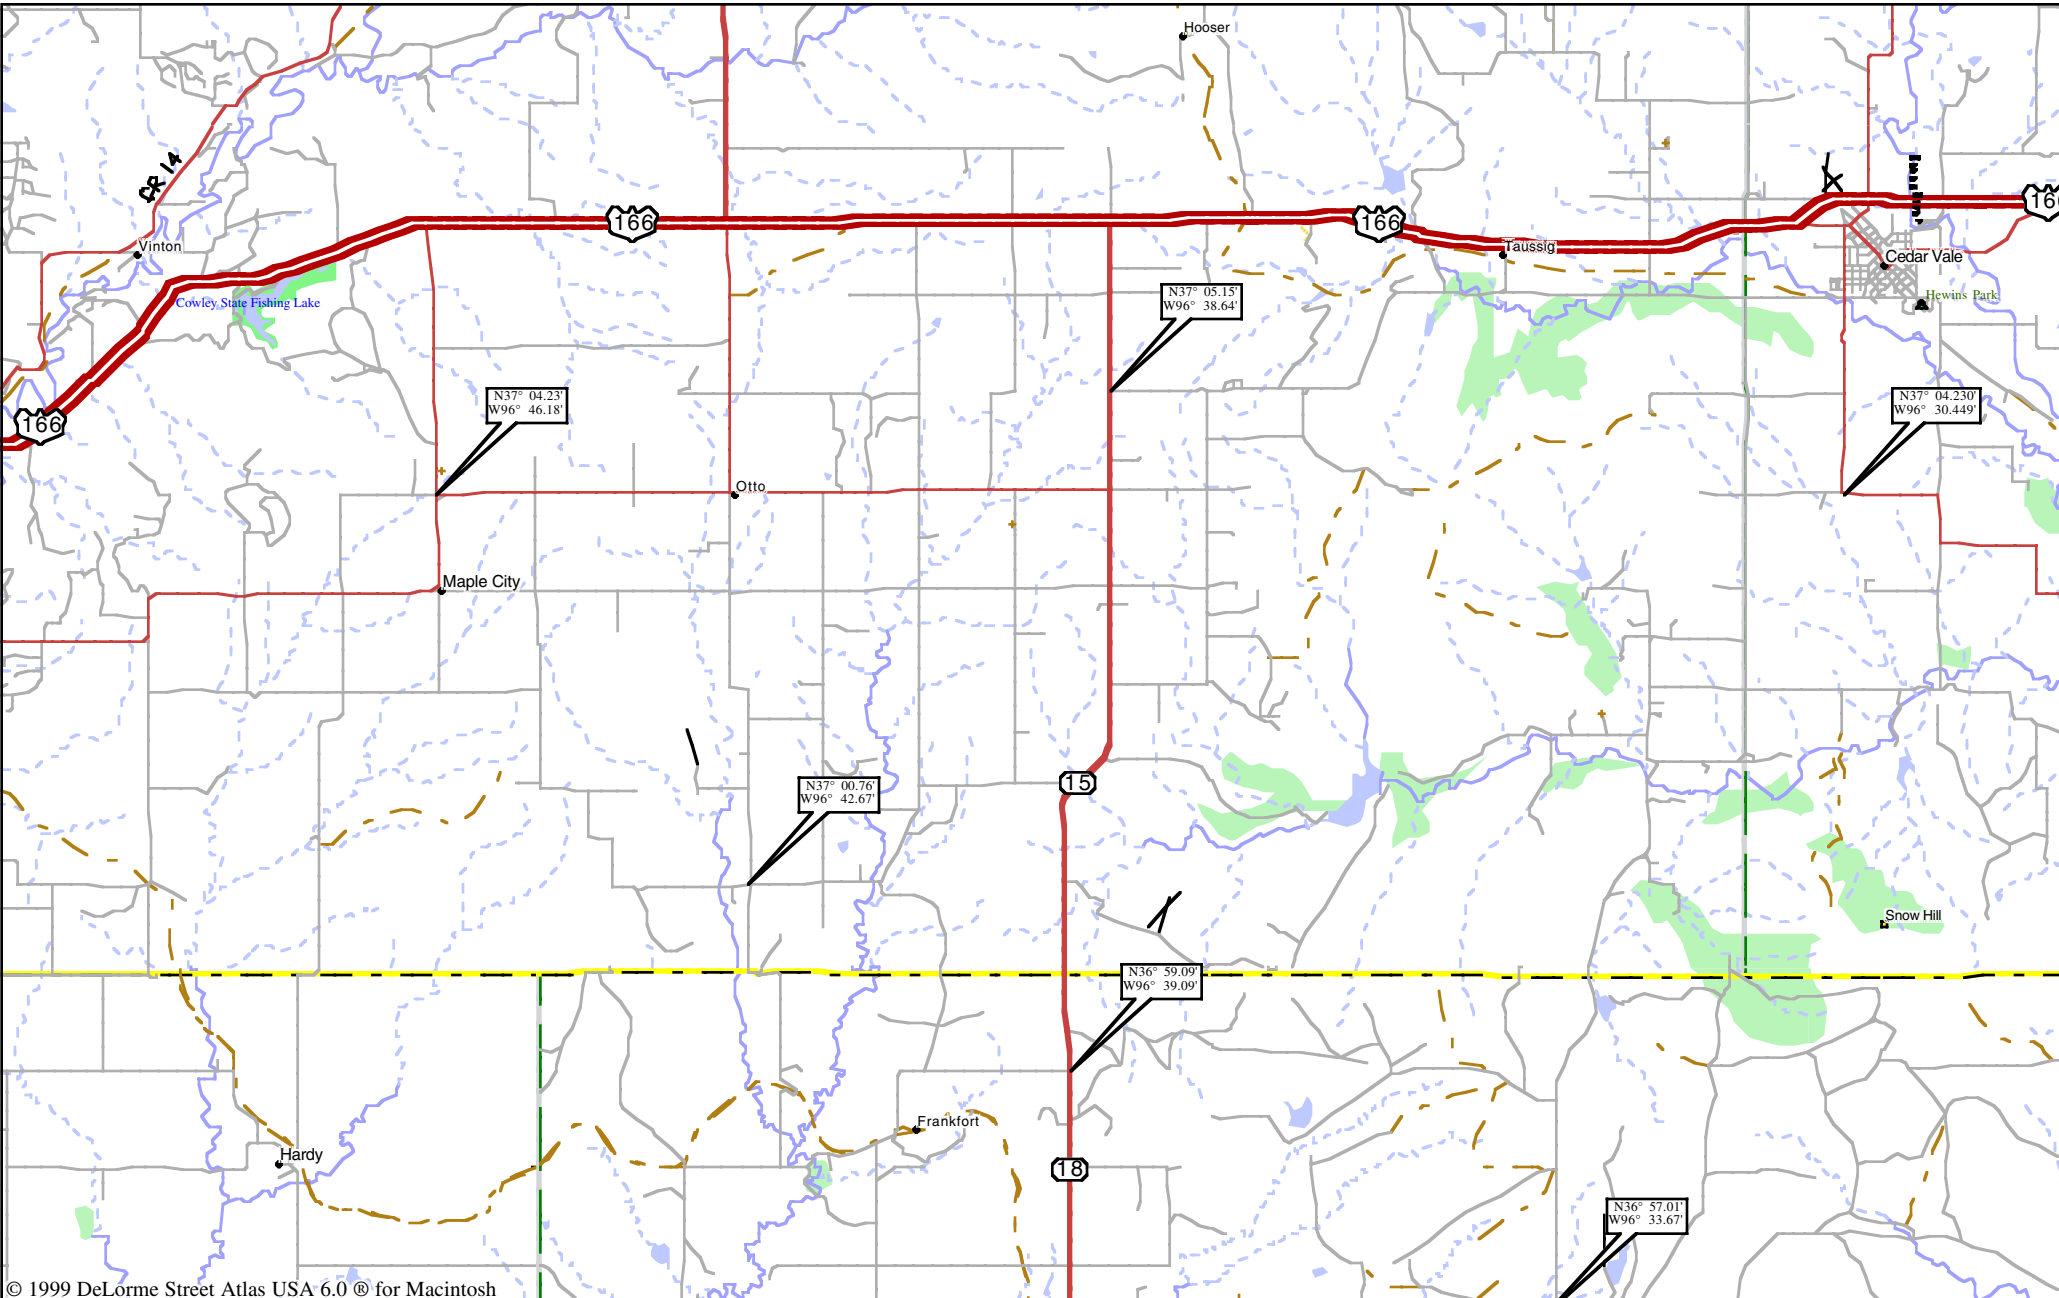 Hooser
CR 14
166
166
166
166
Vinton
Taussig
Cedar Vale
Cowley State Fishing Lake
Hewins Park
N37° 05.15'
W96° 38.64'
N37° 04.23'
W96° 46.18'
N37° 04.230'
W96° 30.449'
Otto
Maple City
15
N37° 00.76'
W96° 42.67'
Snow Hill
N36° 59.09'
W96° 39.09'
Frankfort
Hardy
18
N36° 57.01'
W96° 33.67'
© 1999 DeLorme Street Atlas USA 6.0 ® for Macintosh